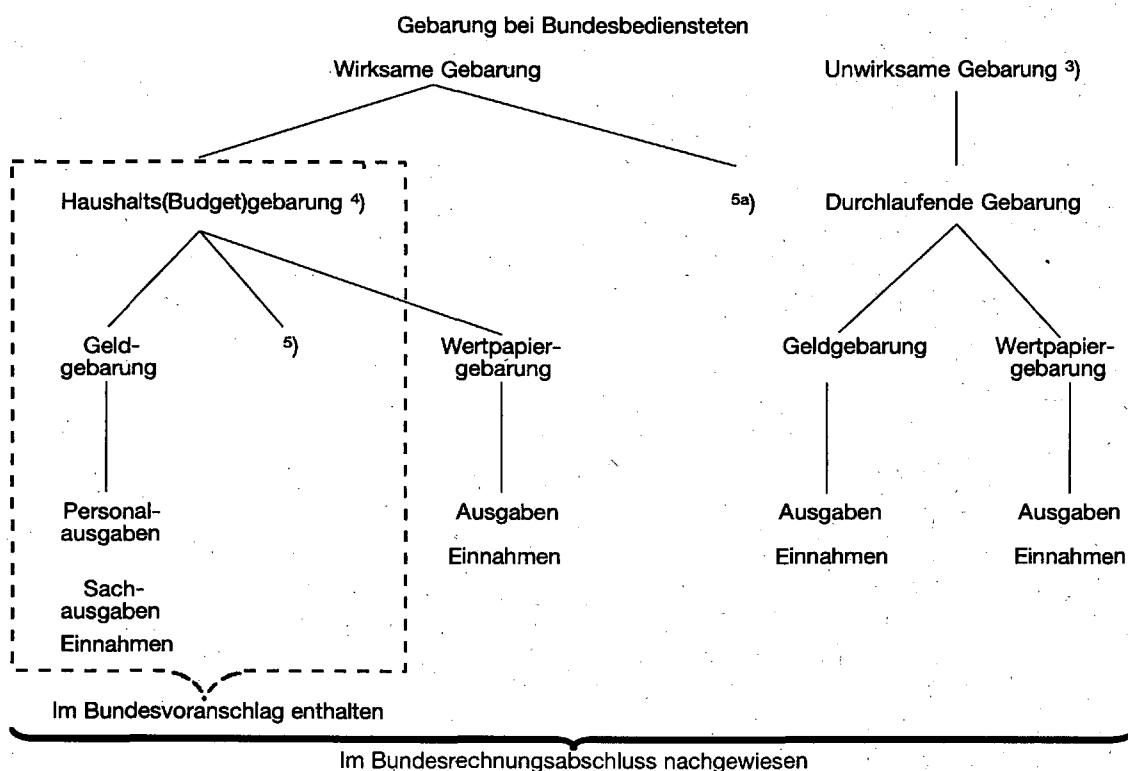 Gebarung bei Bundesbediensteten
Wirksame Gebarung
Unwirksame Gebarung ³)
Haushalts(Budget)gebarung ⁴)
5a)
Durchlaufende Gebarung
Geld-
gebarung
⁵)
Wertpapier-
gebarung
Geldgebarung
Wertpapier-
gebarung
Personal-
ausgaben
Sach-
ausgaben
Einnahmen
Ausgaben
Einnahmen
Ausgaben
Einnahmen
Ausgaben
Einnahmen
Im Bundesvoranschlag enthalten
Im Bundesrechnungsabschluss nachgewiesen